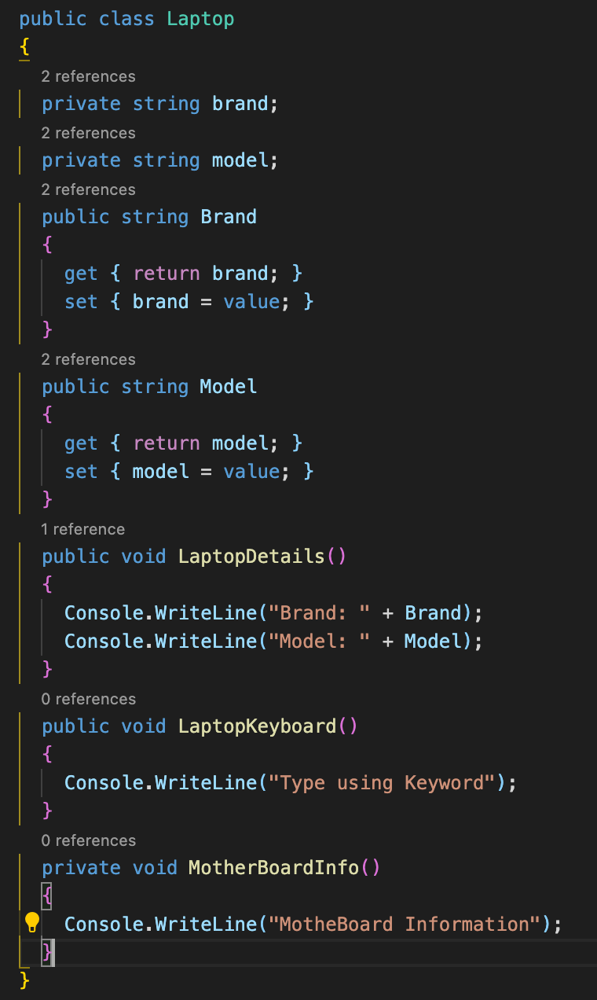 public class Laptop
{
2 references
private string brand;
2 references
private string model;
2 references
public string Brand
{
get { return brand; }
set { brand = value; }
}
2 references
public string Model
{
get { return model; }
set { model = value; }
}
1 reference
public void LaptopDetails()
{
Console.WriteLine("Brand: " + Brand);
Console.WriteLine("Model: " + Model);
}
0 references
public void LaptopKeyboard()
{
Console.WriteLine("Type using Keyword");
}
0 references
private void MotherBoardInfo()
{
Console.WriteLine("MotheBoard Information");
}
}